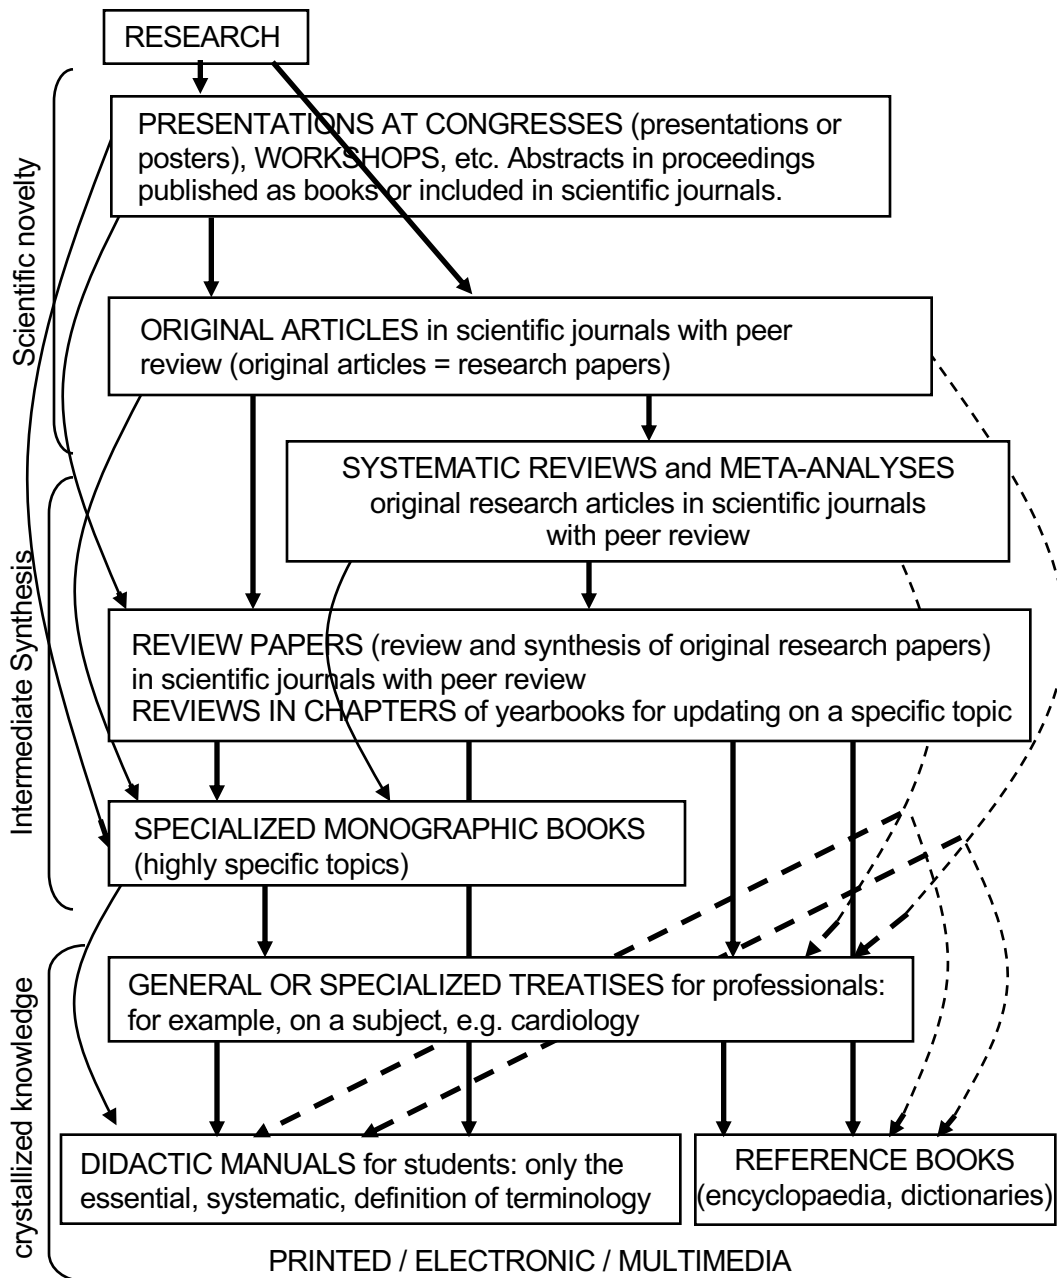 RESEARCH
PRESENTATIONS AT CONGRESSES (presentations or
posters), WORKSHOPS, etc. Abstracts in proceedings
published as books or included in scientific journals.
Scientific novelty
ORIGINAL ARTICLES in scientific journals with peer
review (original articles = research papers)
SYSTEMATIC REVIEWS and META-ANALYSES
original research articles in scientific journals
with peer review
Intermediate Synthesis
REVIEW PAPERS (review and synthesis of original research papers)
in scientific journals with peer review
REVIEWS IN CHAPTERS of yearbooks for updating on a specific topic
SPECIALIZED MONOGRAPHIC BOOKS
(highly specific topics)
crystallized knowledge
GENERAL OR SPECIALIZED TREATISES for professionals:
for example, on a subject, e.g. cardiology
DIDACTIC MANUALS for students: only the
essential, systematic, definition of terminology
REFERENCE BOOKS
(encyclopaedia, dictionaries)
PRINTED / ELECTRONIC / MULTIMEDIA